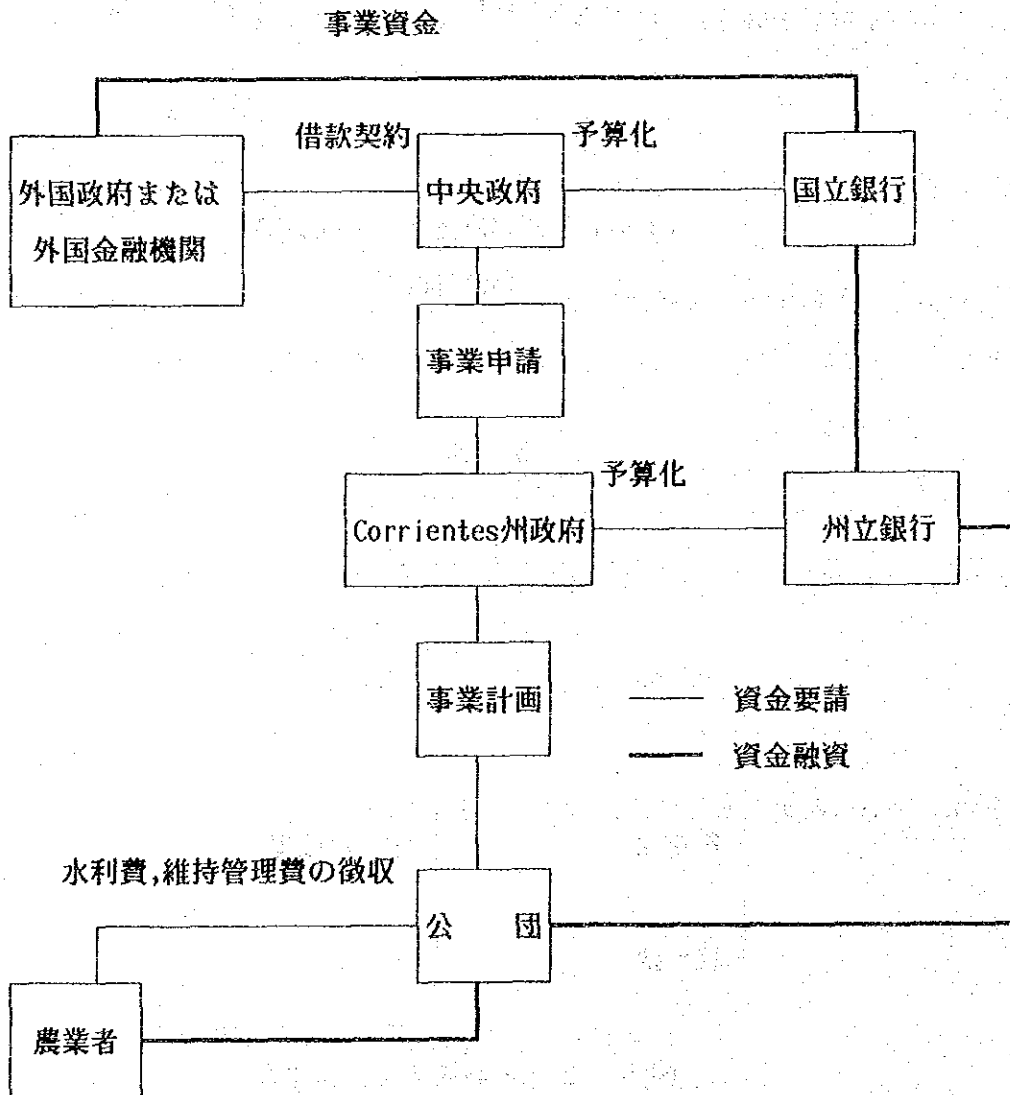 事業資金
借款契約
予算化
外国政府または
外国金融機関
中央政府
国立銀行
事業申請
予算化
Corrientes州政府
州立銀行
事業計画
資金要請
資金融資
水利費,維持管理費の徴収
公 団
農業者